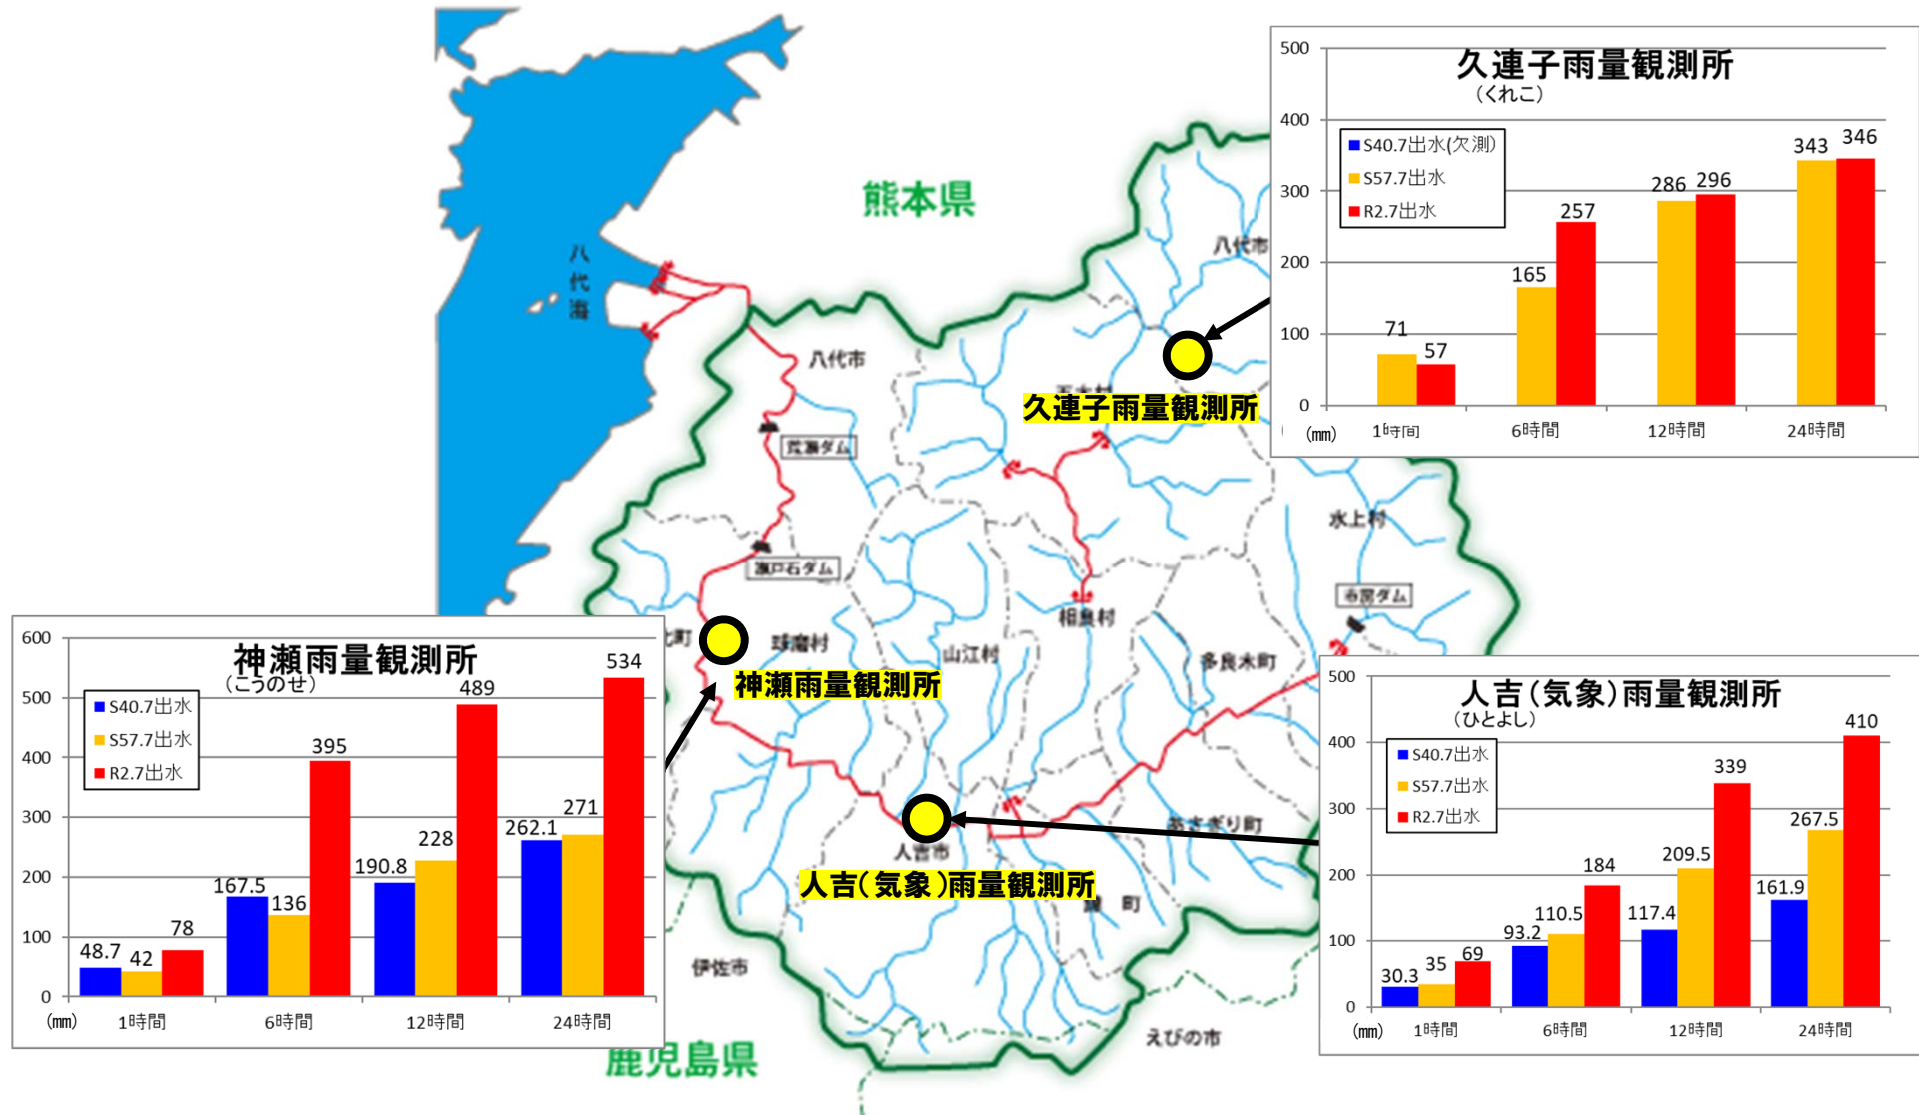 久連子雨量観測所
（くれこ）
500
400
300
200
100
0
(mm)
S40.7出水(欠測)
S57.7出水
R2.7出水
71
57
165
257
286
296
343
346
1時間
6時間
12時間
24時間
熊本県
八代海
八代市
八代市
久連子雨量観測所
荒瀬ダム
瀬戸石ダム
水上村
市房ダム
相良村
球磨村
山江村
多良木町
神瀬雨量観測所
あさぎり町
人吉市
人吉（気象）雨量観測所
町
伊佐市
えびの市
鹿児島県
神瀬雨量観測所
（こうのせ）
600
500
400
300
200
100
0
(mm)
S40.7出水
S57.7出水
R2.7出水
48.7
42
78
167.5
136
395
190.8
228
489
262.1
271
534
1時間
6時間
12時間
24時間
人吉（気象）雨量観測所
（ひとよし）
500
400
300
200
100
0
(mm)
S40.7出水
S57.7出水
R2.7出水
30.3
35
69
93.2
110.5
184
117.4
209.5
339
161.9
267.5
410
1時間
6時間
12時間
24時間